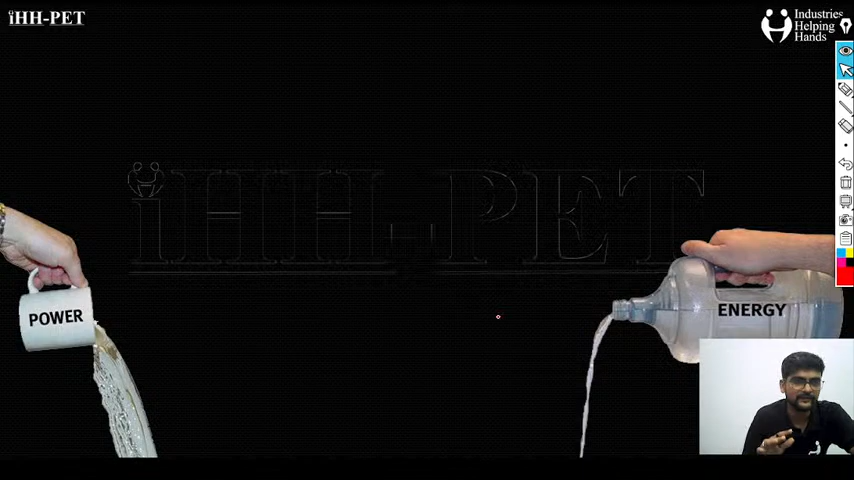 iHH-PET
Industries
Helping
Hands
iHH-PET
POWER
ENERGY